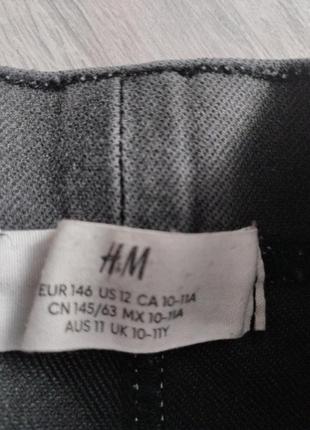 H&M
EUR 146 US 12 CA 10-11A
CN 145/63 MX 10-11A
AUS 11 UK 10-11Y